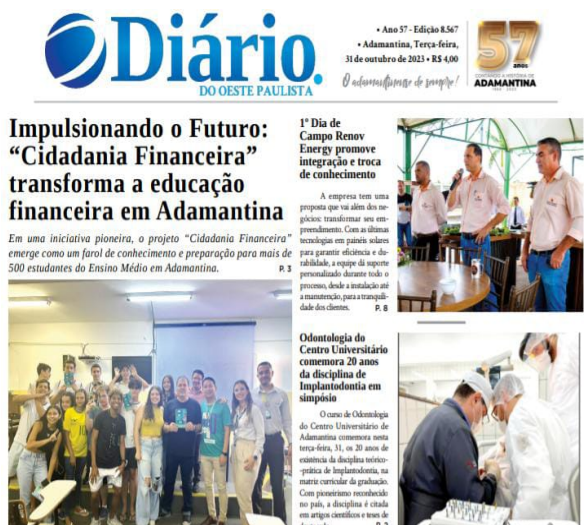 Diário.
DO OESTE PAULISTA
• Ano 57 - Edição 8.567
• Adamantina, Terça-feira,
31 de outubro de 2023 • R$ 4,00
O adamantinense de sempre!
57
anos
CONTANDO A HISTÓRIA DE
ADAMANTINA
Impulsionando o Futuro:
“Cidadania Financeira”
transforma a educação
financeira em Adamantina
Em uma iniciativa pioneira, o projeto “Cidadania Financeira”
emerge como um farol de conhecimento e preparação para mais de
500 estudantes do Ensino Médio em Adamantina. P. 3
1º Dia de
Campo Renov
Energy promove
integração e troca
de conhecimento
A empresa tem uma
proposta que vai além dos ne-
gócios: transformar seu em-
preendimento. Com as últimas
tecnologias em painéis solares
para garantir eficiência e du-
rabilidade, a equipe dá suporte
personalizado durante todo o
processo, desde a instalação até
a manutenção, para a tranquili-
dade dos clientes. P. 8
Odontologia do
Centro Universitário
comemora 20 anos
da disciplina de
Implantodontia em
simpósio
O curso de Odontologia
do Centro Universitário de
Adamantina comemora nesta
terça-feira, 31, os 20 anos de
existência da disciplina teórico-
-prática de Implantodontia, na
matriz curricular da graduação.
Com pioneirismo reconhecido
no país, a disciplina é citada
em artigos científicos e teses de